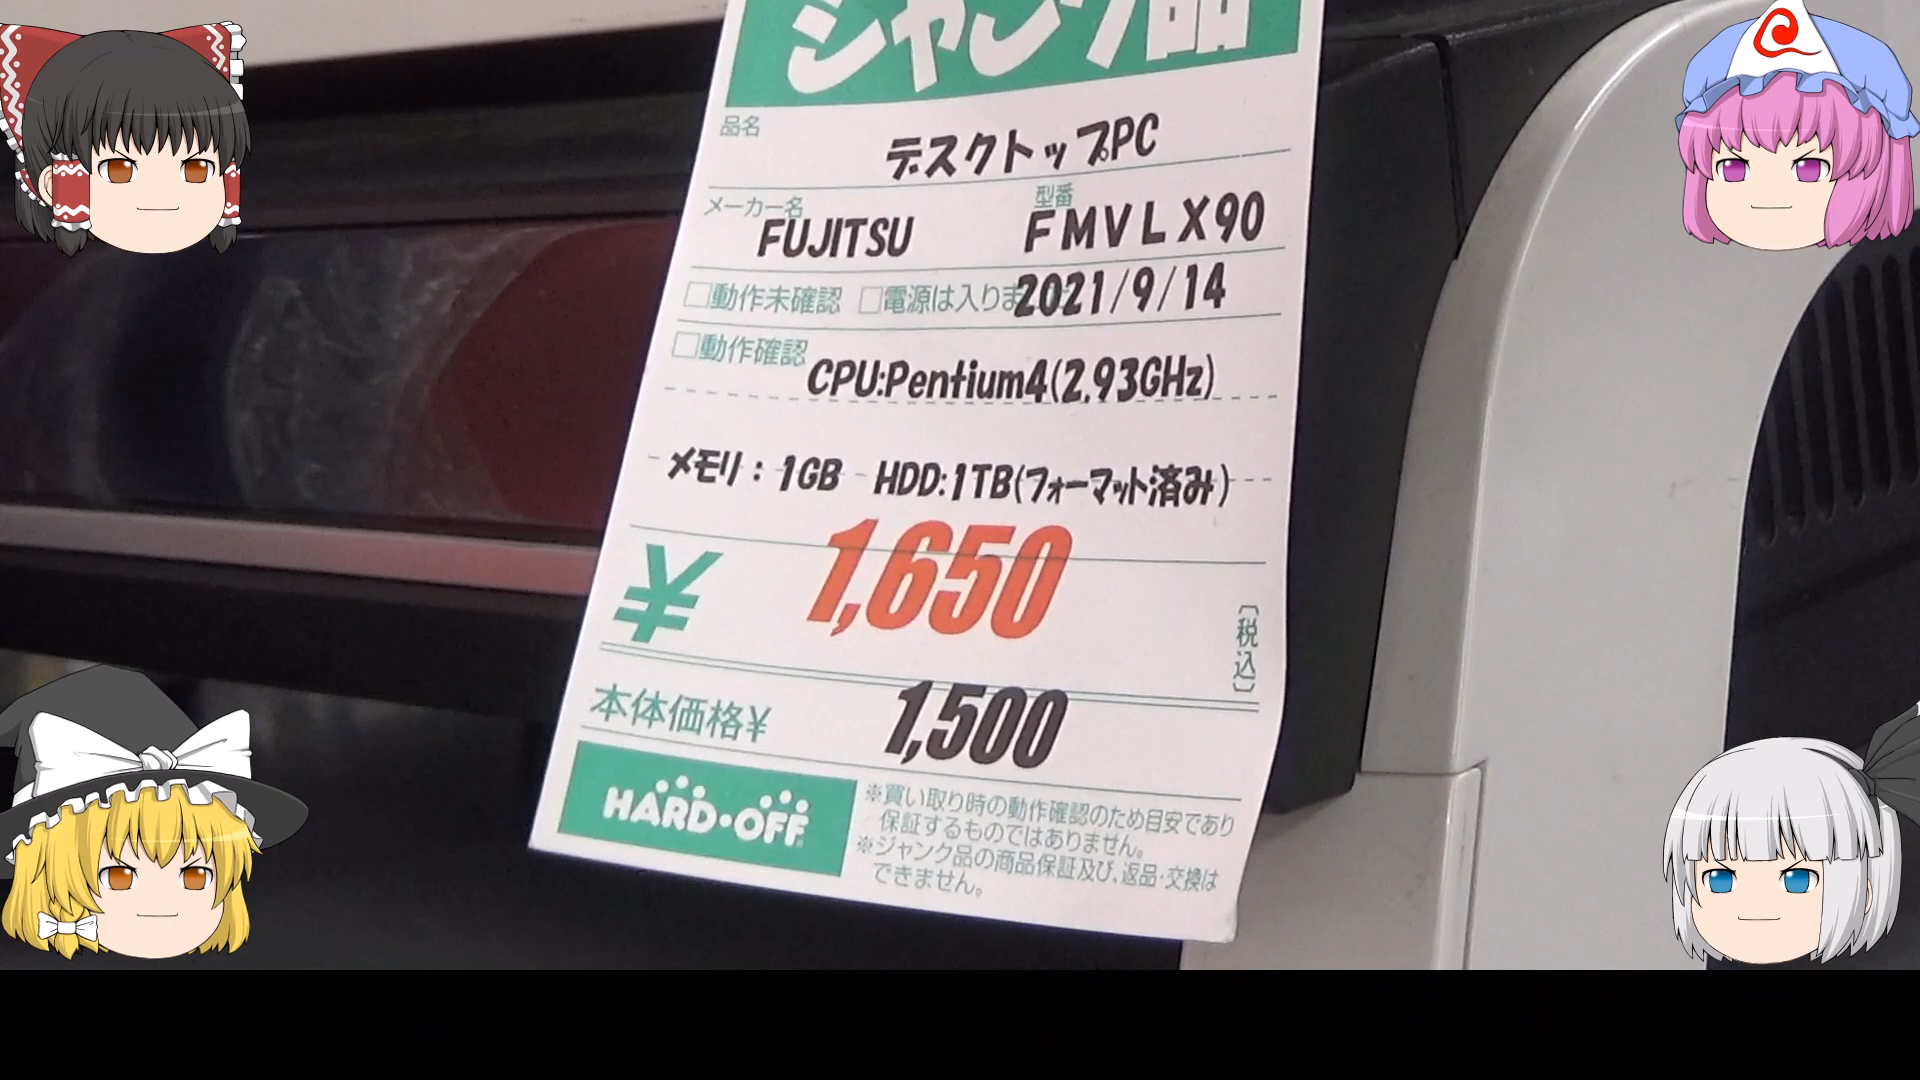 ジャンク品
品名
デスクトップPC
メーカー名
FUJITSU
型番
FMVLX90
□動作未確認 □電源は入りま
2021/9/14
□動作確認
CPU:Pentium4(2.93GHz)
メモリ：1GB HDD:1TB(フォーマット済み)
¥ 1,650
(税込)
本体価格¥ 1,500
HARD・OFF
※買い取り時の動作確認のため目安であり
保証するものではありません。
※ジャンク品の商品保証及び、返品・交換は
できません。